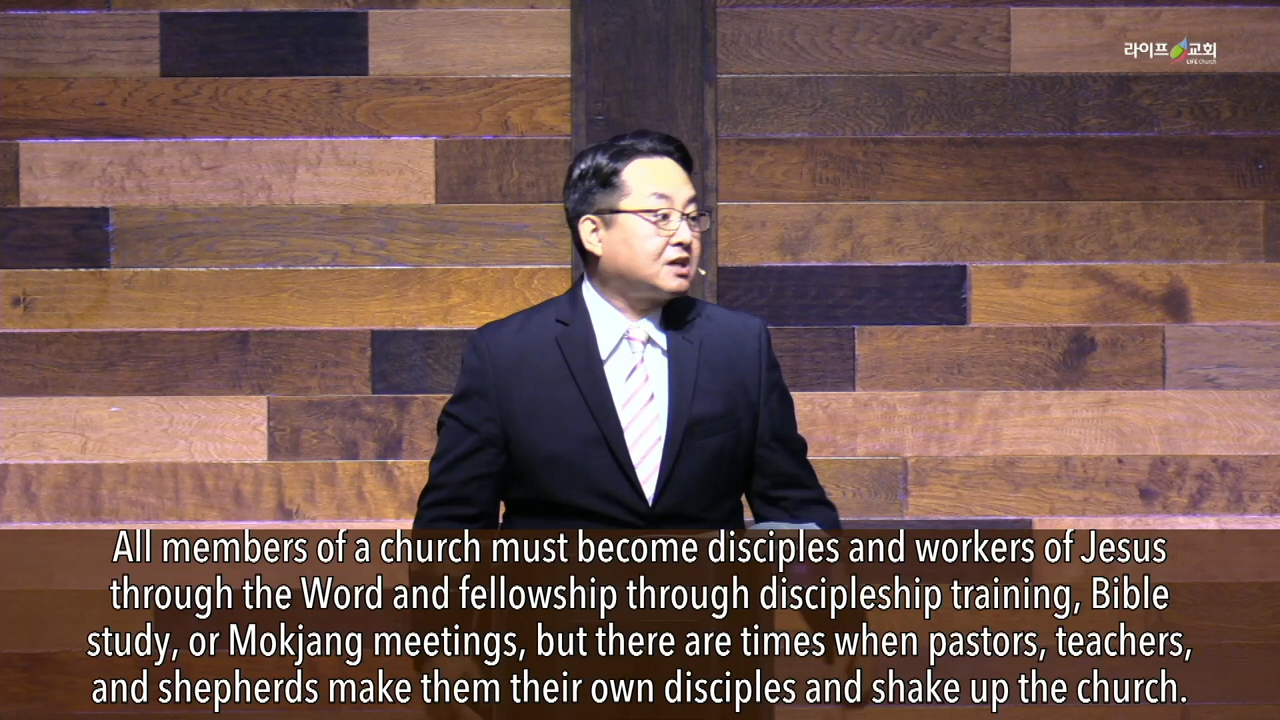 라이프 교회
LIFE Church
All members of a church must become disciples and workers of Jesus
through the Word and fellowship through discipleship training, Bible
study, or Mokjang meetings, but there are times when pastors, teachers,
and shepherds make them their own disciples and shake up the church.